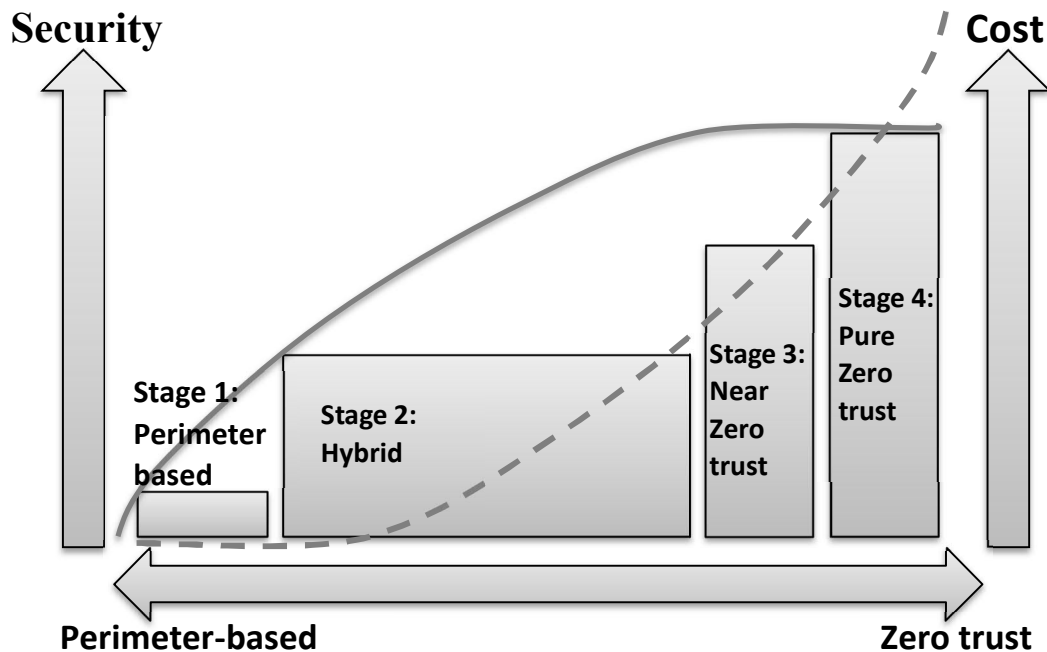 Security
Cost
Stage 1:
Perimeter
based
Stage 2:
Hybrid
Stage 3:
Near
Zero
trust
Stage 4:
Pure
Zero
trust
Perimeter-based
Zero trust